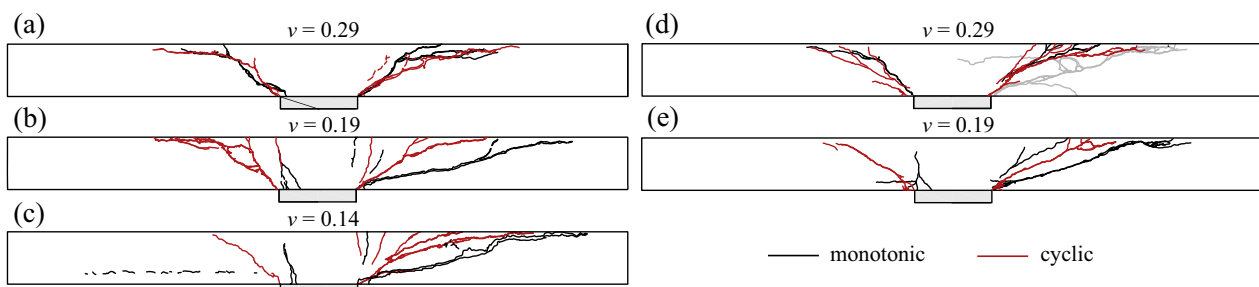 (a)
v = 0.29
(b)
v = 0.19
(c)
v = 0.14
(d)
v = 0.29
(e)
v = 0.19
monotonic
cyclic